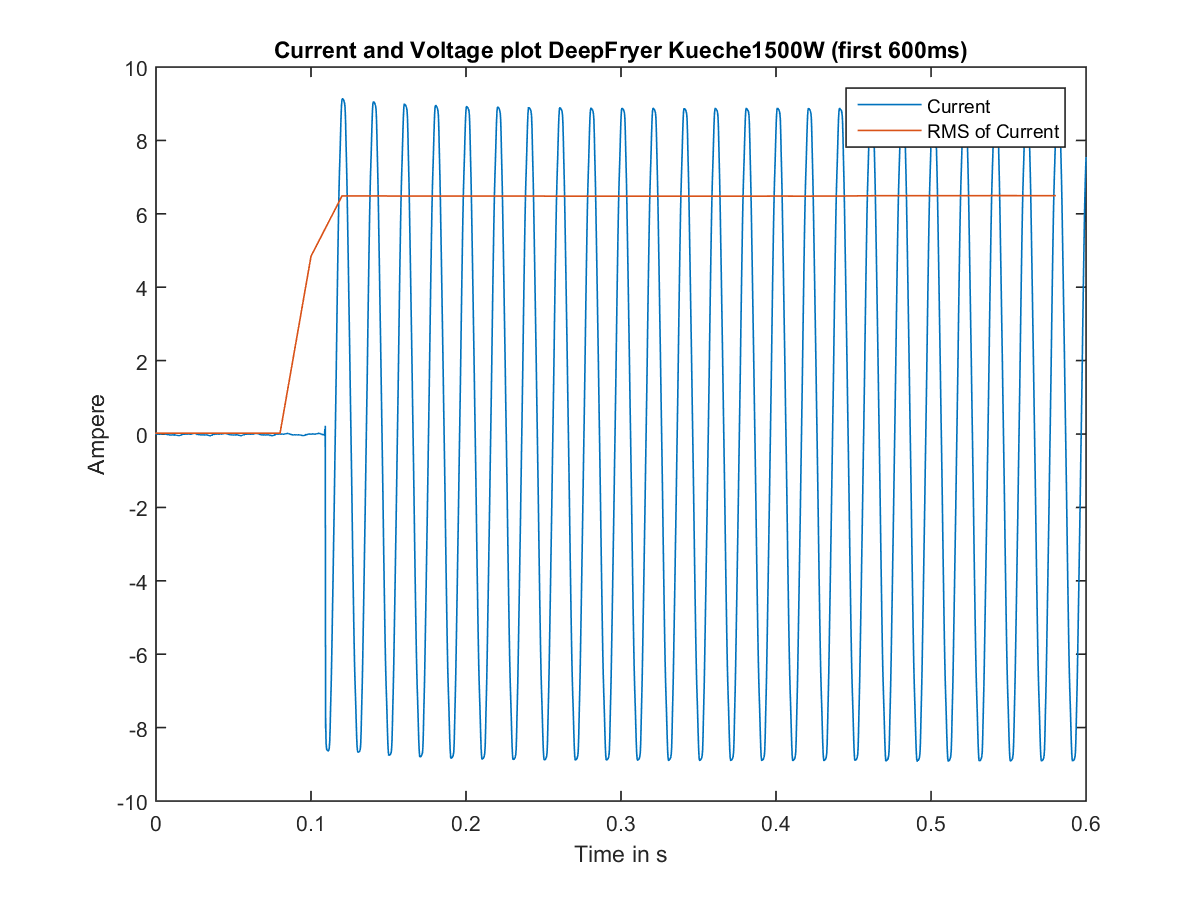 Current and Voltage plot DeepFryer Kueche1500W (first 600ms)
Current
RMS of Current
10
8
6
4
2
0
-2
-4
-6
-8
-10
Ampere
0 0.1 0.2 0.3 0.4 0.5 0.6
Time in s